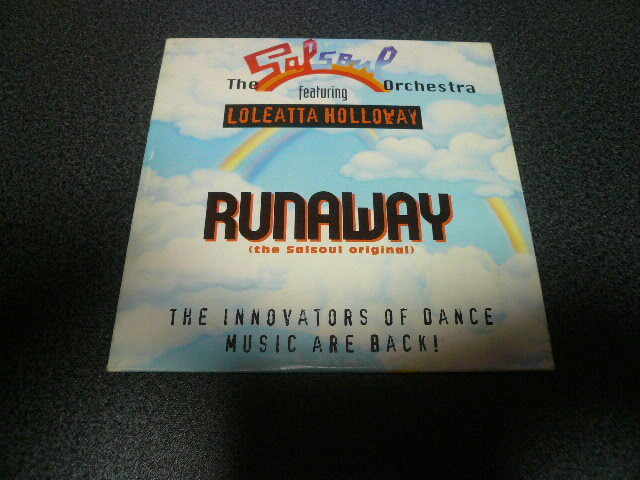 Salsoul
The Orchestra
featuring
LOLEATTA HOLLOWAY
RUNAWAY
(the Salsoul original)
THE INNOVATORS OF DANCE
MUSIC ARE BACK!